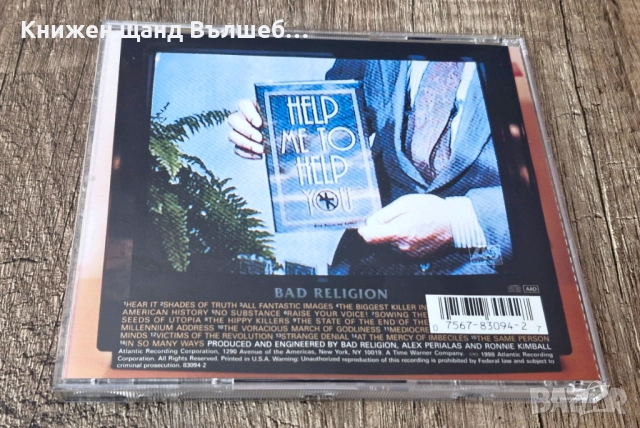 Книжен щанд Вълшеб...
HELP
ME TO
HELP
YOU
BAD RELIGION
AAD
¹HEAR IT ²SHADES OF TRUTH ³ALL FANTASTIC IMAGES ⁴THE BIGGEST KILLER IN
AMERICAN HISTORY ⁵NO SUBSTANCE ⁶RAISE YOUR VOICE! ⁷SOWING THE
SEEDS OF UTOPIA ⁸THE HIPPY KILLERS ⁹THE STATE OF THE END OF THE
MILLENNIUM ADDRESS ¹⁰THE VORACIOUS MARCH OF GODLINESS ¹¹MEDIOCRE
MINDS ¹²VICTIMS OF THE REVOLUTION ¹³STRANGE DENIAL ¹⁴AT THE MERCY OF IMBECILES ¹⁵THE SAME PERSON
¹⁶IN SO MANY WAYS PRODUCED AND ENGINEERED BY BAD RELIGION, ALEX PERIALAS AND RONNIE KIMBALL
Atlantic Recording Corporation, 1290 Avenue of the Americas, New York, NY 10019. A Time Warner Company. ©℗ 1998 Atlantic Recording
Corporation. All Rights Reserved. Printed in U.S.A. Warning: Unauthorized reproduction of this recording is prohibited by Federal law and subject to
criminal prosecution. 83094-2
0 7567-83094-2 7
bazar